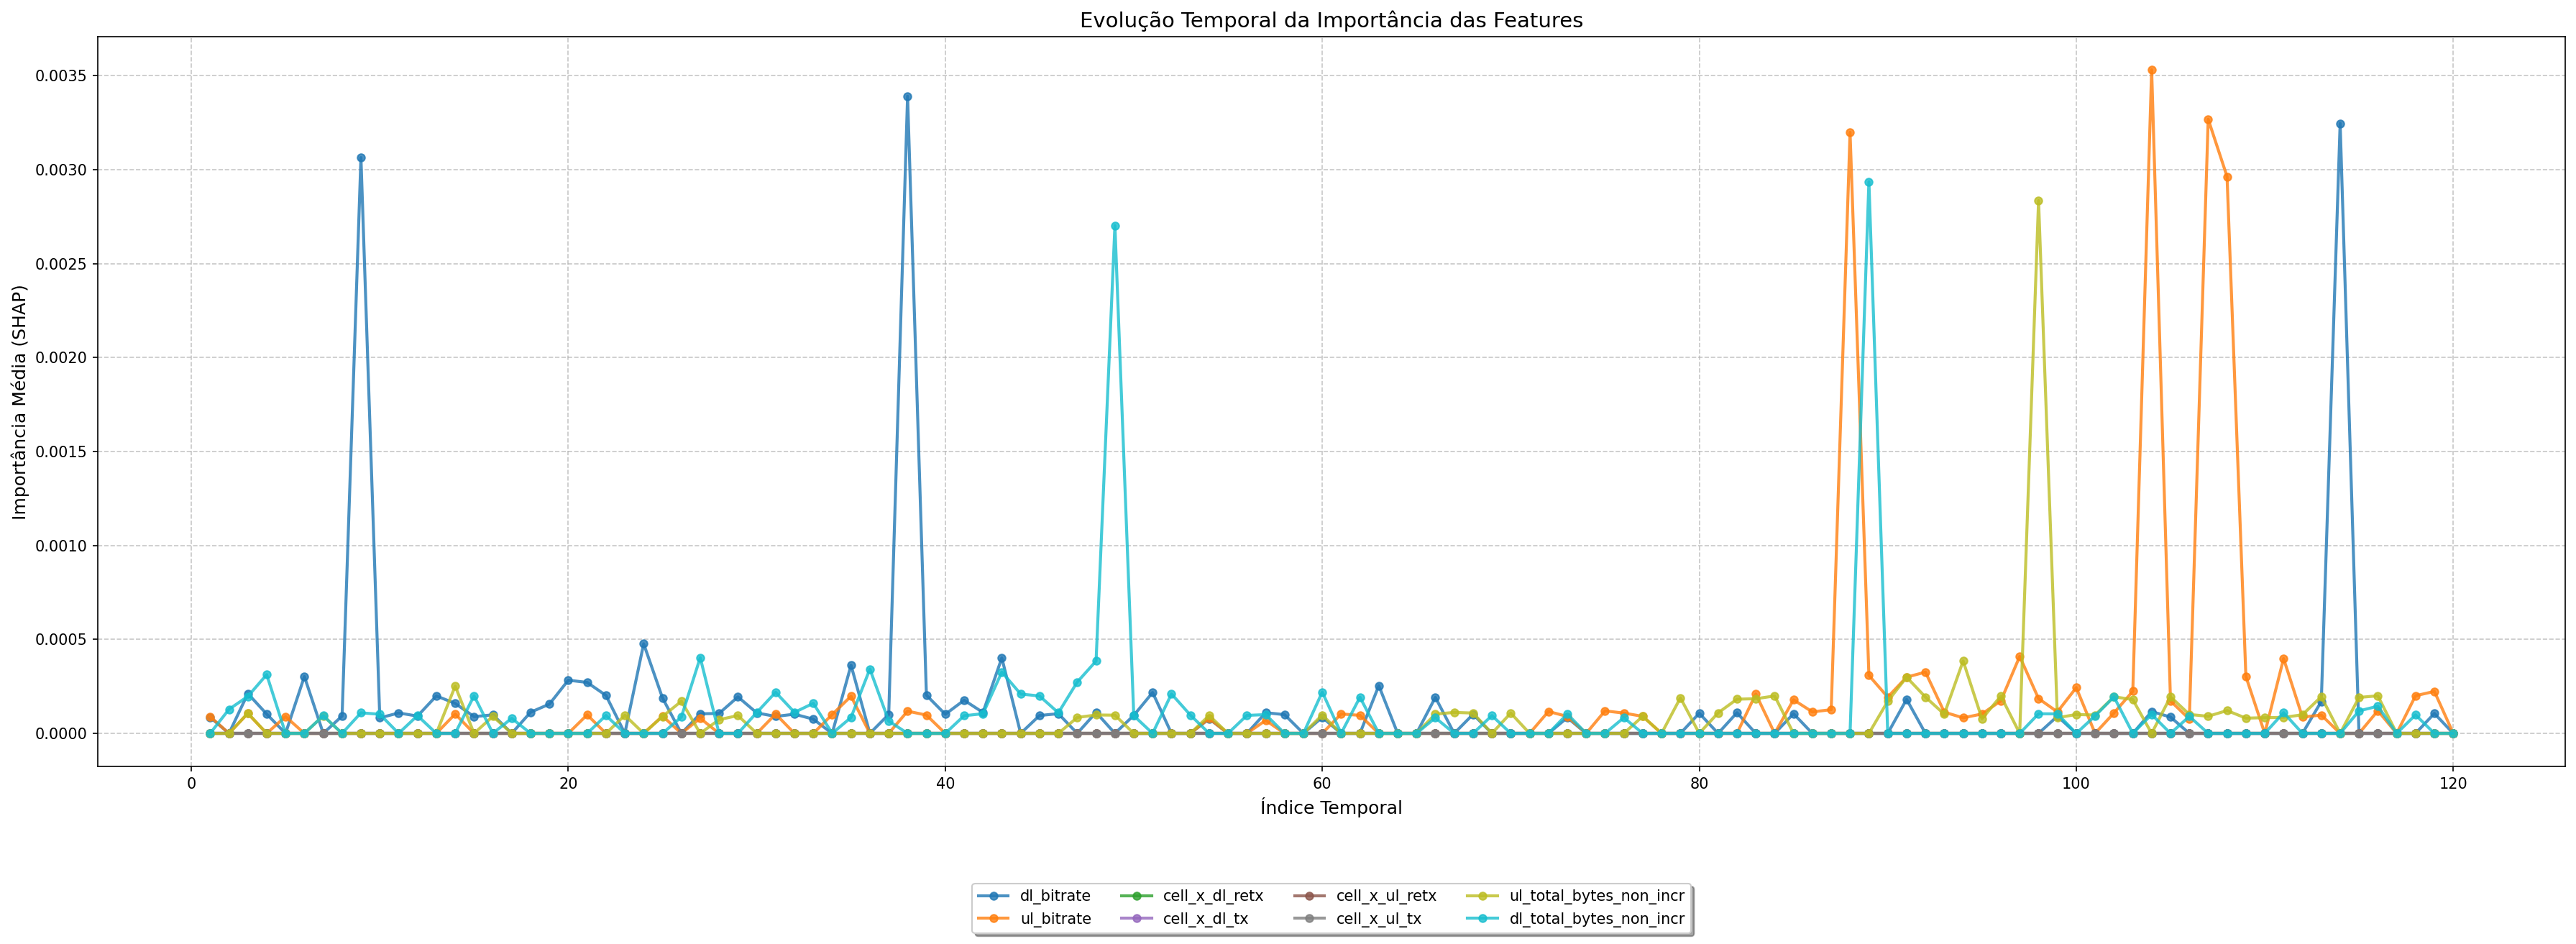 Evolução Temporal da Importância das Features
Importância Média (SHAP)
0.0035
0.0030
0.0025
0.0020
0.0015
0.0010
0.0005
0.0000
0 20 40 60 80 100 120
Índice Temporal
dl_bitrate cell_x_dl_retx cell_x_ul_retx ul_total_bytes_non_incr
ul_bitrate cell_x_dl_tx cell_x_ul_tx dl_total_bytes_non_incr